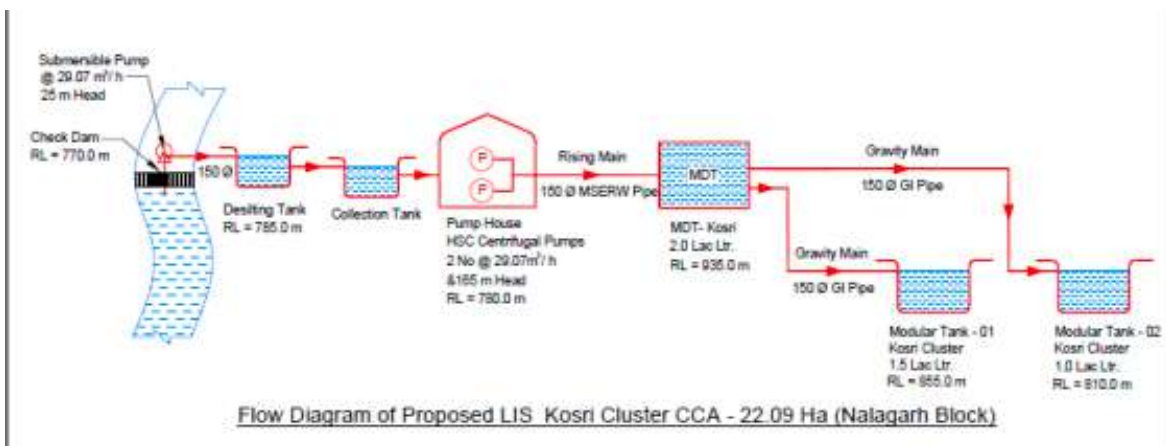 Submersible Pump
@ 29.07 m³/ h
25 m Head
Check Dam
RL = 770.0 m
150 Ø
Desilting Tank
RL = 785.0 m
Collection Tank
P
P
Pump House
HSC Centrifugal Pumps
2 No @ 29.07m³/ h
&165 m Head
RL = 780.0 m
Rising Main
150 Ø MSERW Pipe
MDT
MDT- Kosri
2.0 Lac Ltr.
RL = 935.0 m
Gravity Main
150 Ø GI Pipe
Gravity Main
150 Ø GI Pipe
Modular Tank - 01
Kosri Cluster
1.5 Lac Ltr.
RL = 855.0 m
Modular Tank - 02
Kosri Cluster
1.0 Lac Ltr.
RL = 810.0 m
Flow Diagram of Proposed LIS Kosri Cluster CCA - 22.09 Ha (Nalagarh Block)